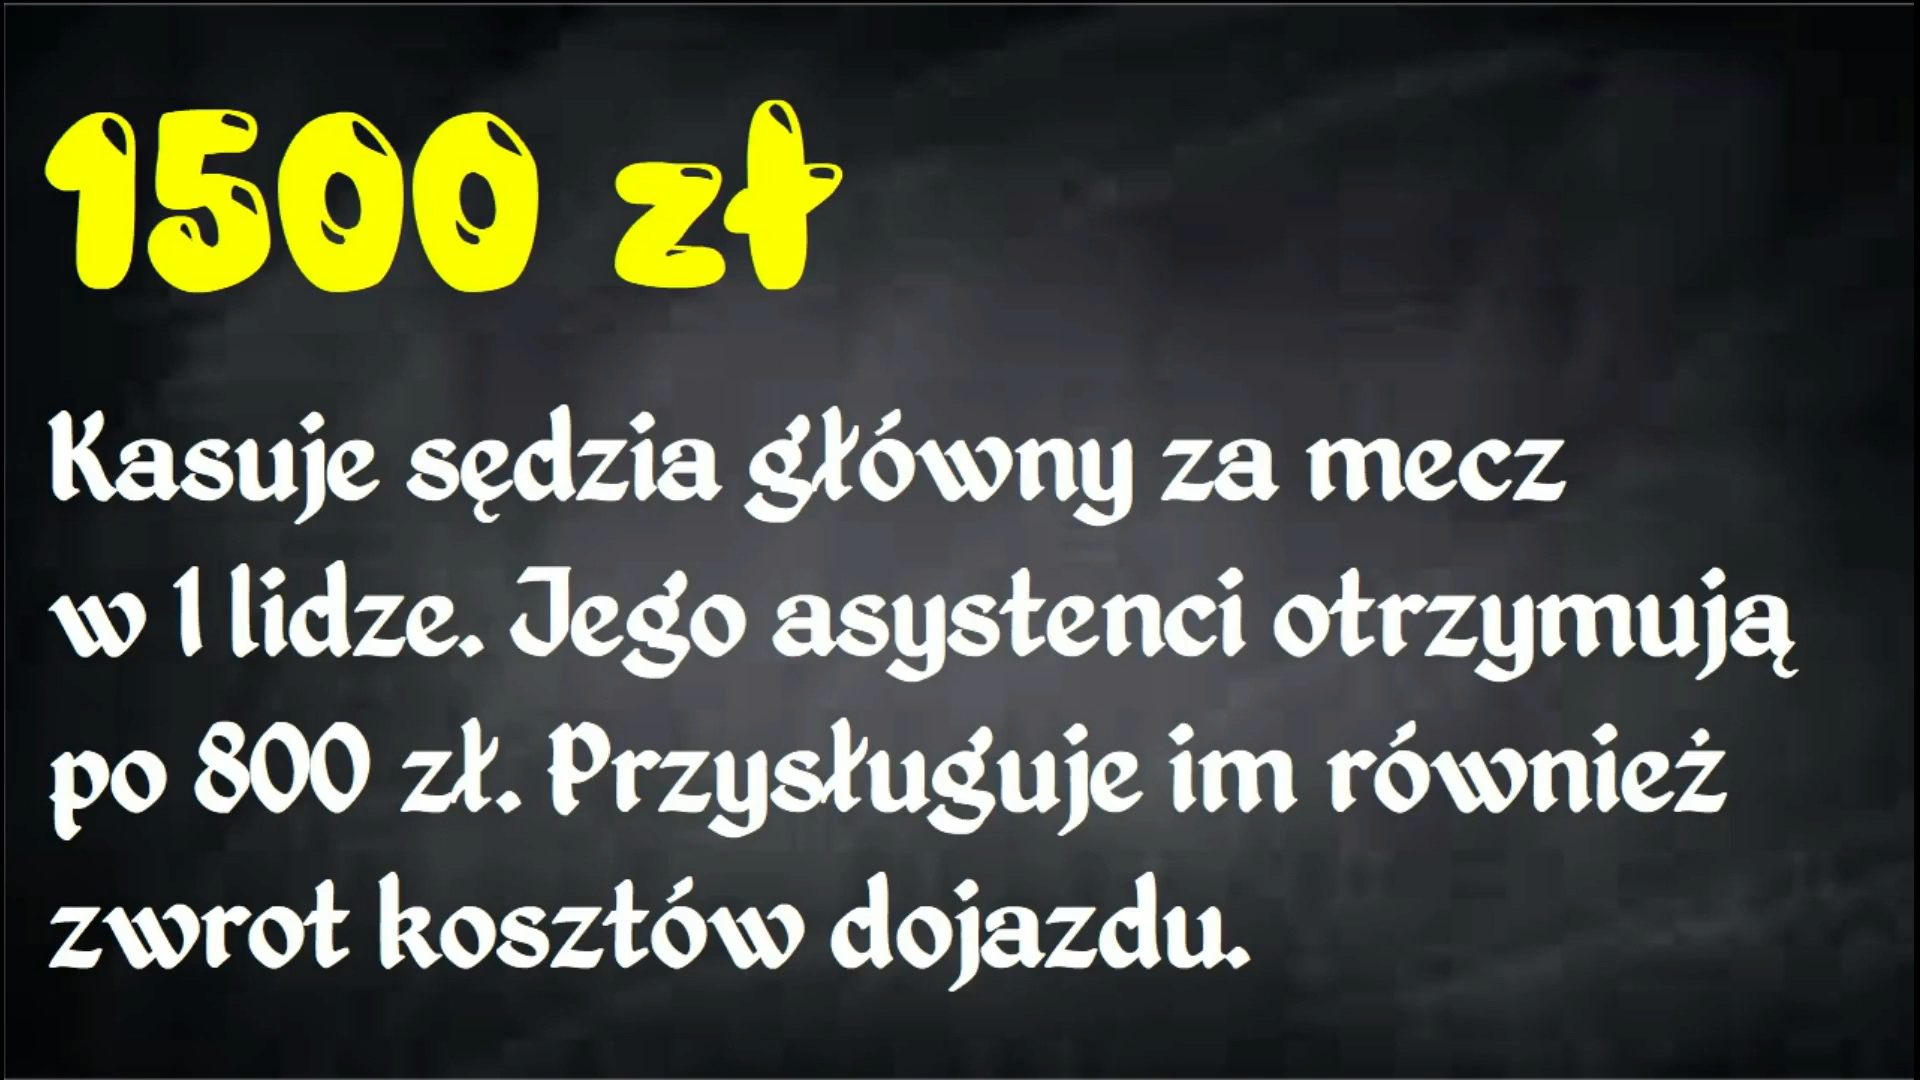 1500 zł
Kasuje sędzia główny za mecz
w 1 lidze. Jego asystenci otrzymują
po 800 zł. Przysługuje im również
zwrot kosztów dojazdu.